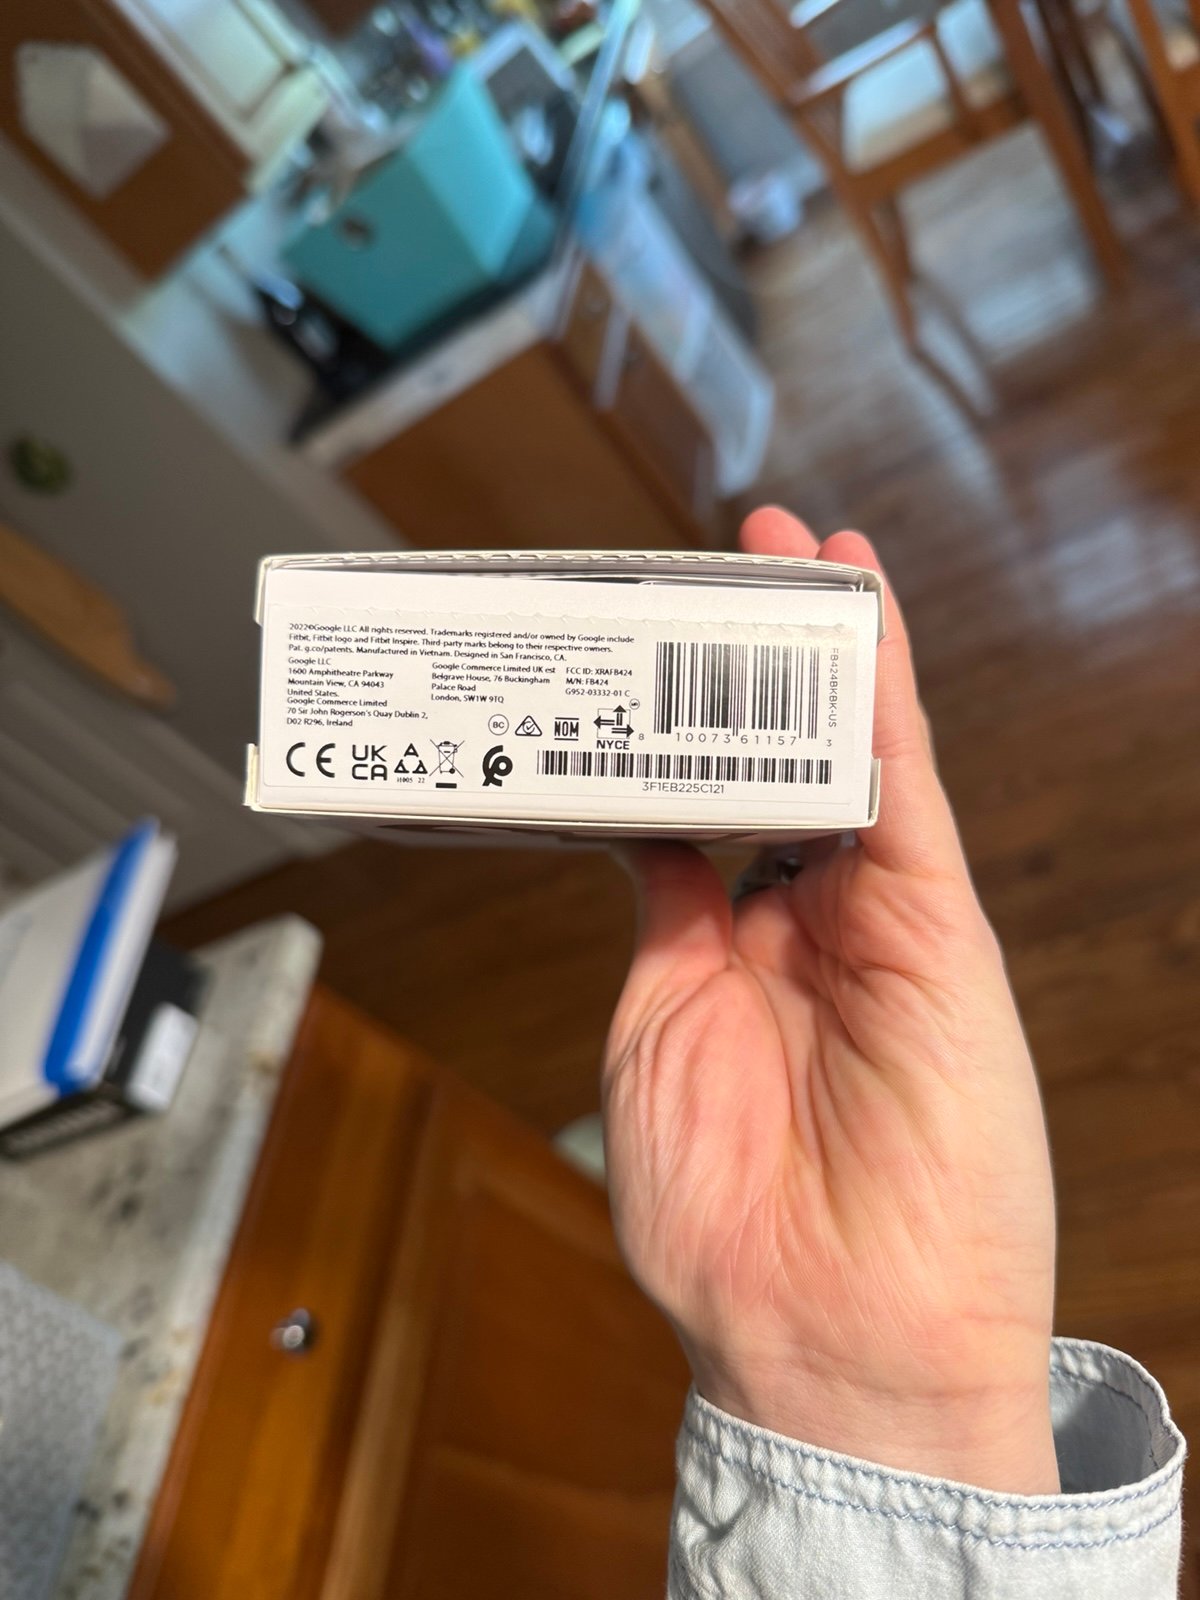 2022©Google LLC All rights reserved. Trademarks registered and/or owned by Google include
Fitbit, Fitbit logo and Fitbit Inspire. Third-party marks belong to their respective owners.
Pat. g.co/patents. Manufactured in Vietnam. Designed in San Francisco, CA.
Google LLC
1600 Amphitheatre Parkway
Mountain View, CA 94043
United States.
Google Commerce Limited
70 Sir John Rogerson's Quay Dublin 2,
D02 R296, Ireland
Google Commerce Limited UK est
Belgrave House, 76 Buckingham
Palace Road
London, SW1W 9TQ
FCC ID: XRAFB424
M/N: FB424
G952-03332-01 C
FB424BKBK-US
8 10073 61157 3
BC
NOM
NYCE
CE
UK
CA
22
3F1EB225C121